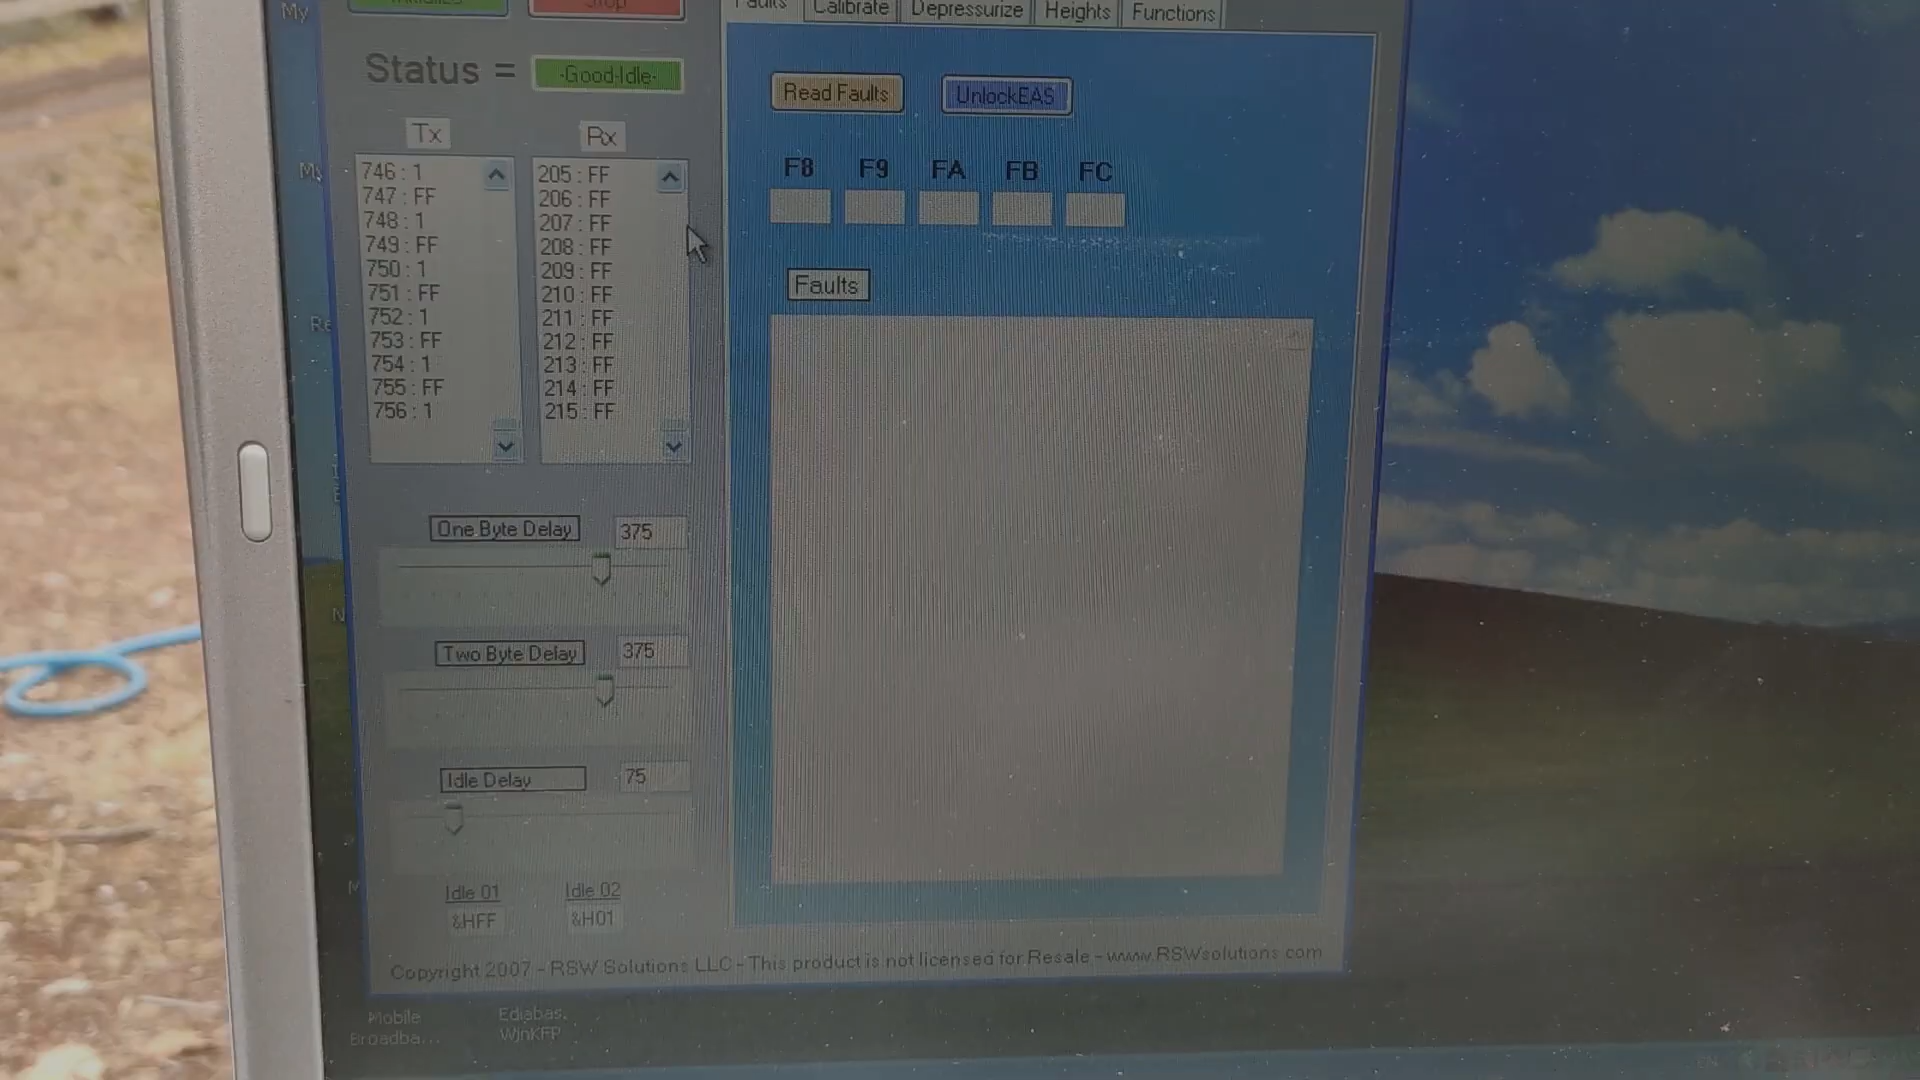 My
Stop
Faults Calibrate Depressurize Heights Functions
Status = -Good-Idle-
Read Faults UnlockEAS
Tx Rx
F8 F9 FA FB FC
746 : 1
747 : FF
748 : 1
749 : FF
750 : 1
751 : FF
752 : 1
753 : FF
754 : 1
755 : FF
756 : 1
205 : FF
206 : FF
207 : FF
208 : FF
209 : FF
210 : FF
211 : FF
212 : FF
213 : FF
214 : FF
215 : FF
Faults
One Byte Delay 375
Two Byte Delay 375
Idle Delay 75
Idle 01 Idle 02
&HFF &H01
Copyright 2007 - RSW Solutions LLC - This product is not licensed for Resale - www.RSWsolutions.com
Mobile
Broadba...
Ediabas,
WinKFP